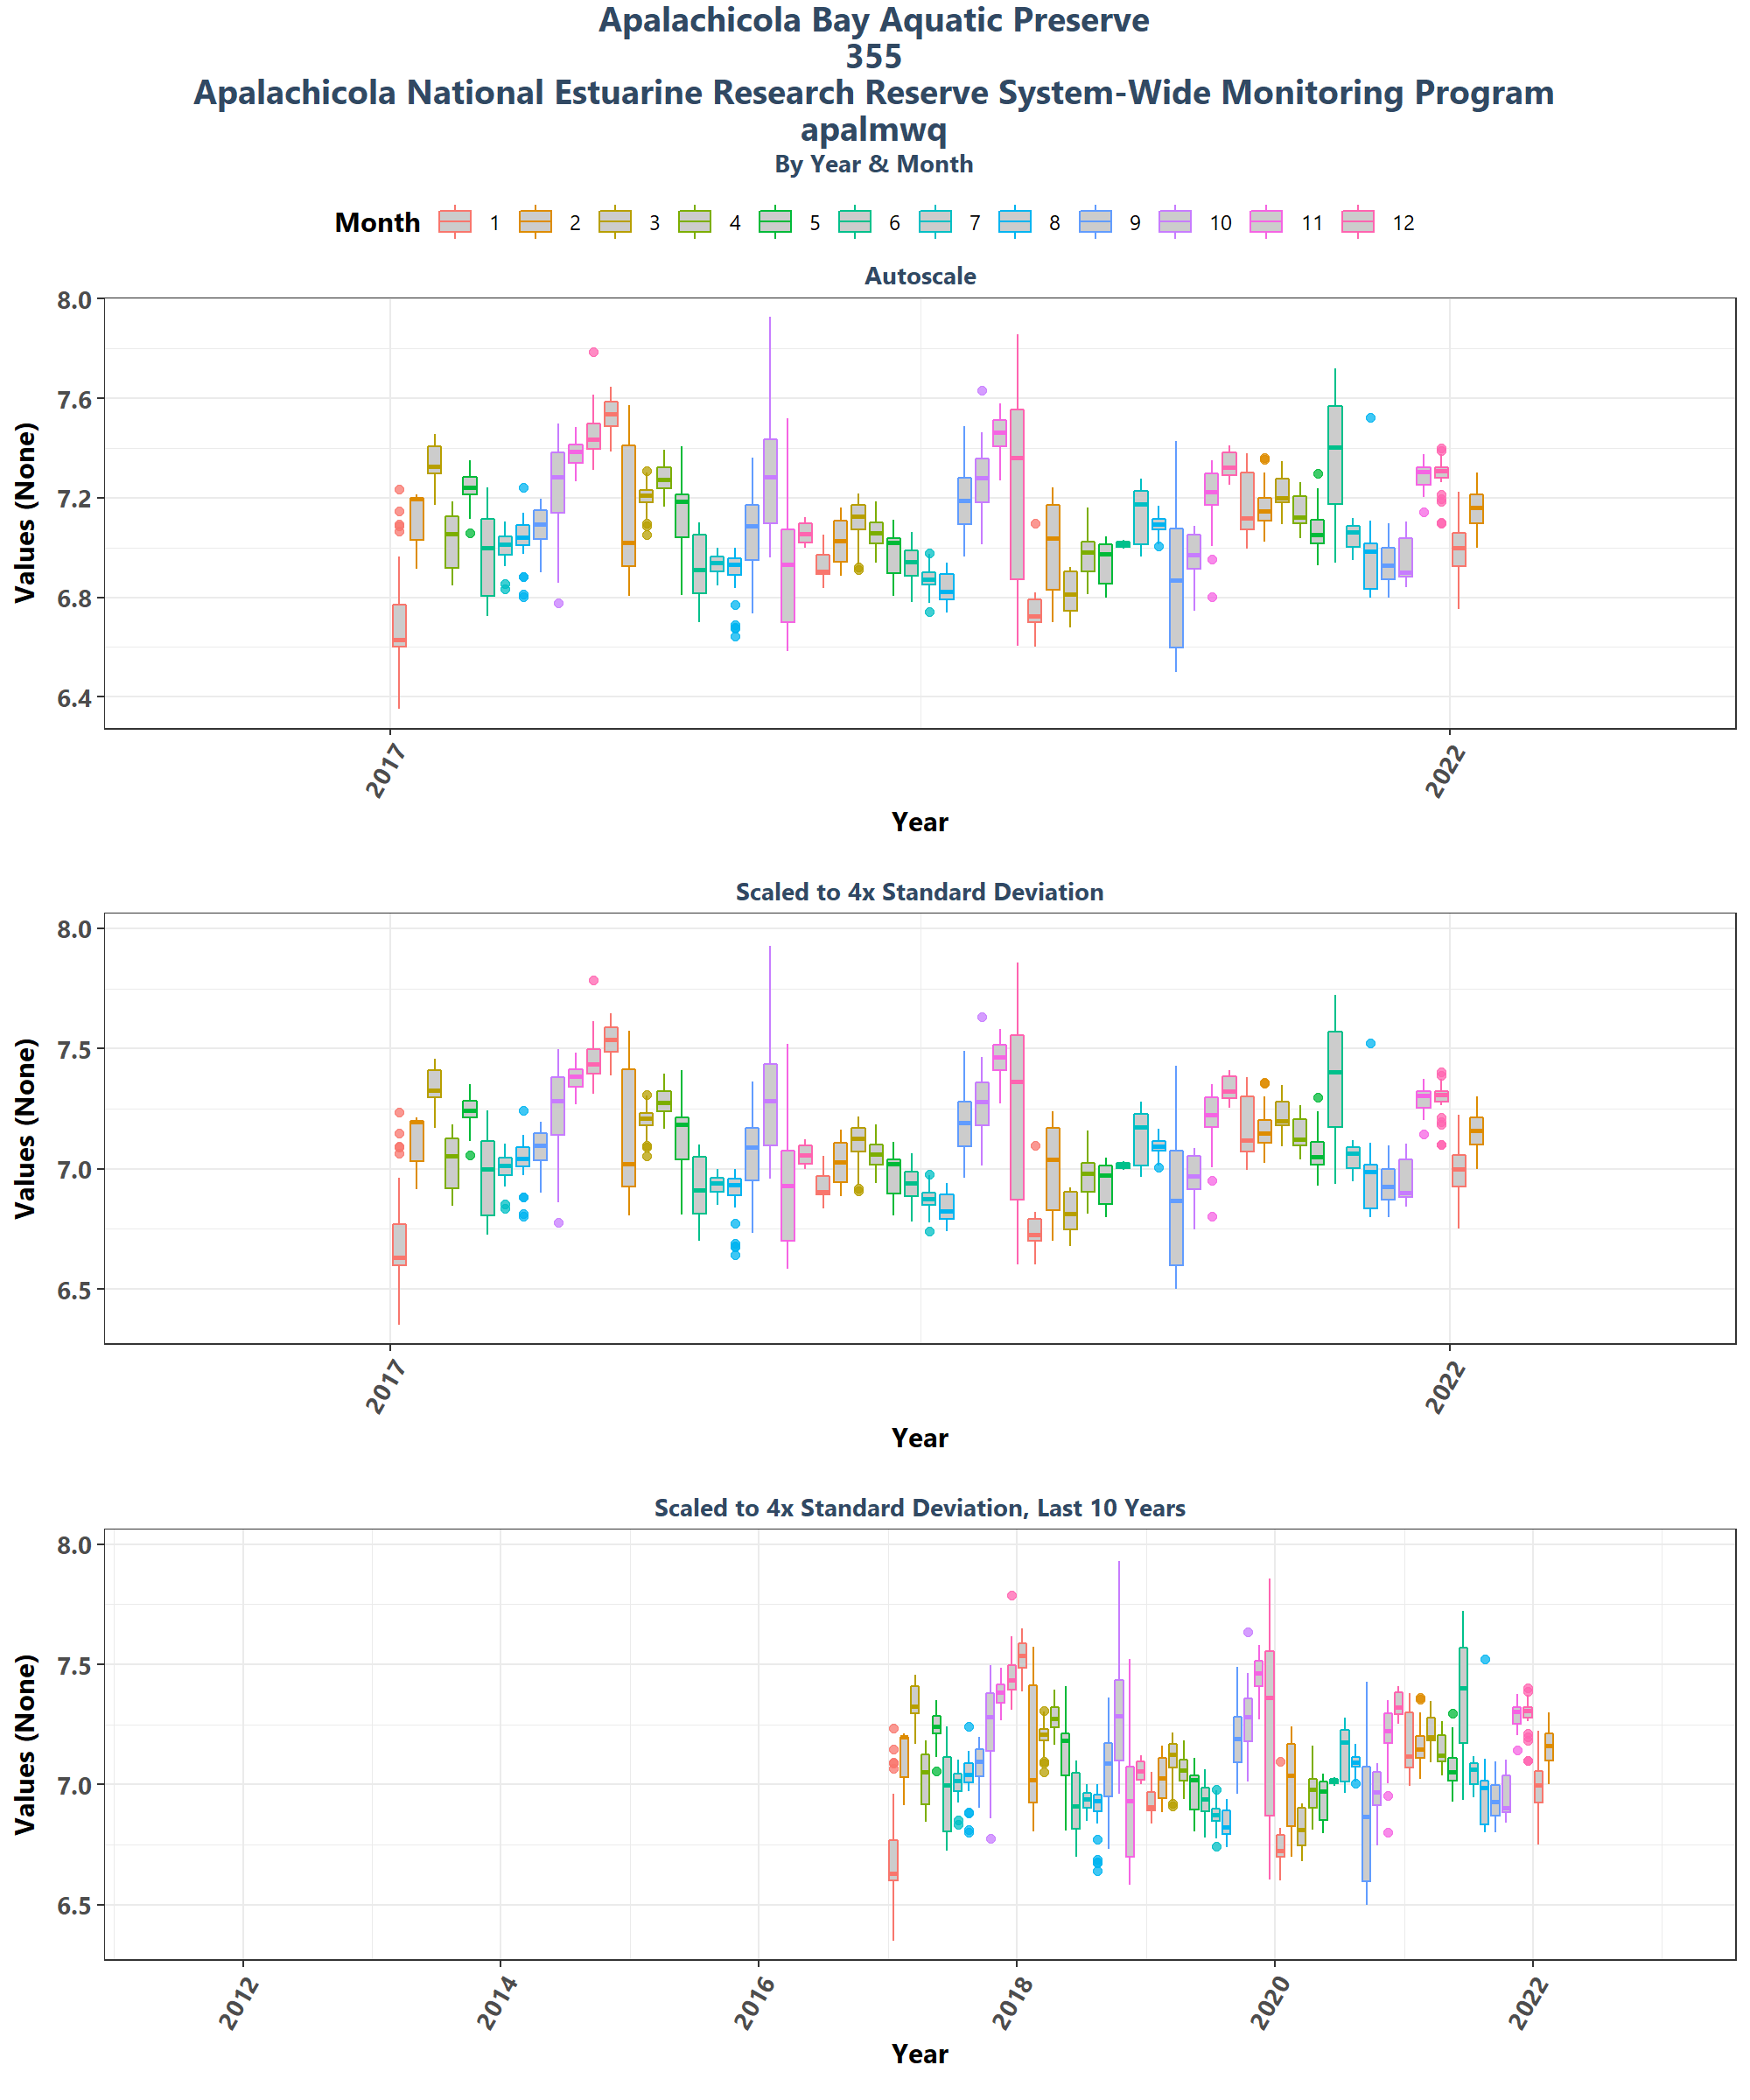 Apalachicola Bay Aquatic Preserve
355
Apalachicola National Estuarine Research Reserve System-Wide Monitoring Program
apalmwq
By Year & Month
Month 1 2 3 4 5 6 7 8 9 10 11 12
Autoscale
Values (None)
8.0
7.6
7.2
6.8
6.4
2017 2022
Year
Scaled to 4x Standard Deviation
Values (None)
8.0
7.5
7.0
6.5
2017 2022
Year
Scaled to 4x Standard Deviation, Last 10 Years
Values (None)
8.0
7.5
7.0
6.5
2012 2014 2016 2018 2020 2022
Year